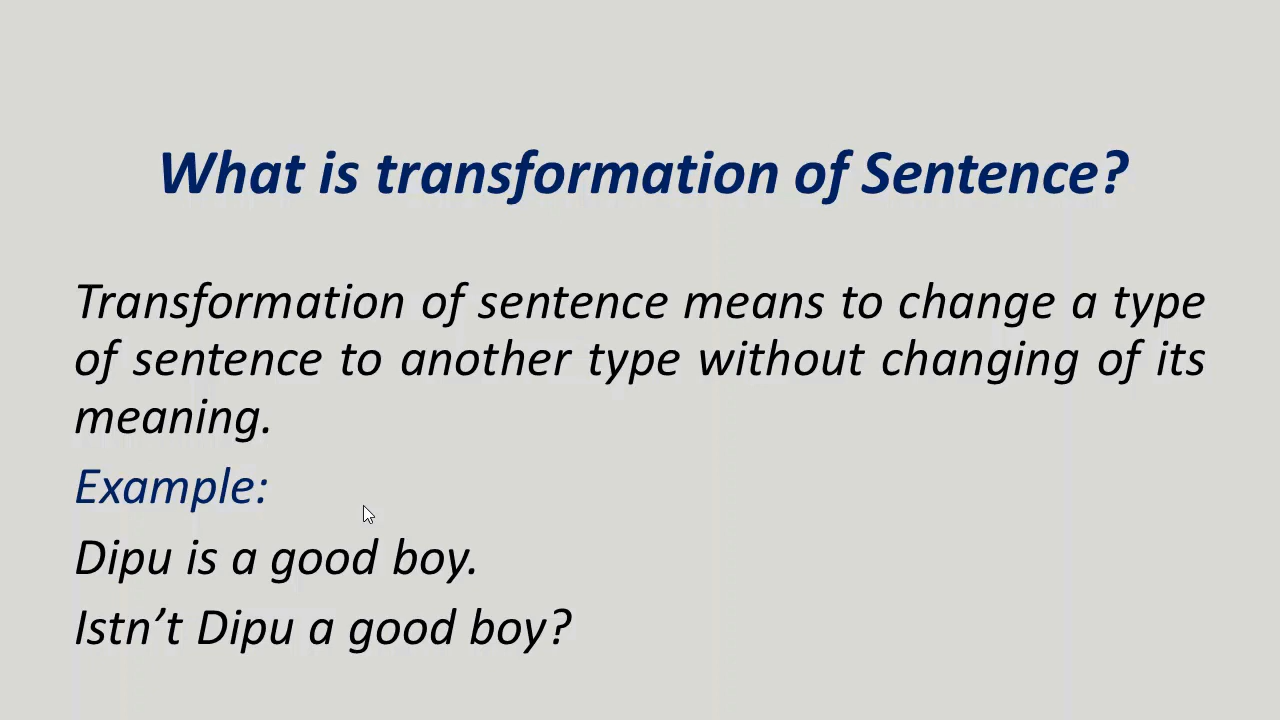 What is transformation of Sentence?
Transformation of sentence means to change a type
of sentence to another type without changing of its
meaning.
Example:
Dipu is a good boy.
Istn’t Dipu a good boy?